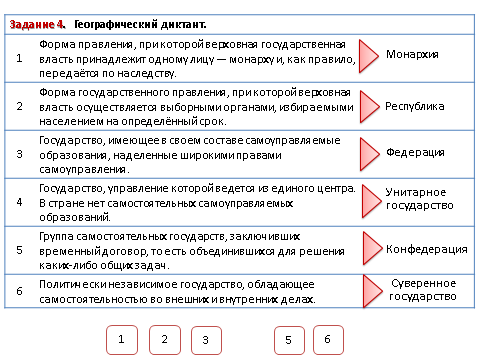 Задание 4. Географический диктант.
1
Форма правления, при которой верховная государственная
власть принадлежит одному лицу — монарху и, как правило,
передаётся по наследству.
Монархия
2
Форма государственного правления, при которой верховная
власть осуществляется выборными органами, избираемыми
населением на определённый срок.
Республика
3
Государство, имеющее в своем составе самоуправляемые
образования, наделенные широкими правами
самоуправления.
Федерация
4
Государство, управление которой ведется из единого центра.
В стране нет самостоятельных самоуправляемых
образований.
Унитарное
государство
5
Группа самостоятельных государств, заключивших
временный договор, то есть объединившихся для решения
каких-либо общих задач.
Конфедерация
6
Политически независимое государство, обладающее
самостоятельностью во внешних и внутренних делах.
Суверенное
государство
1 2 3 5 6